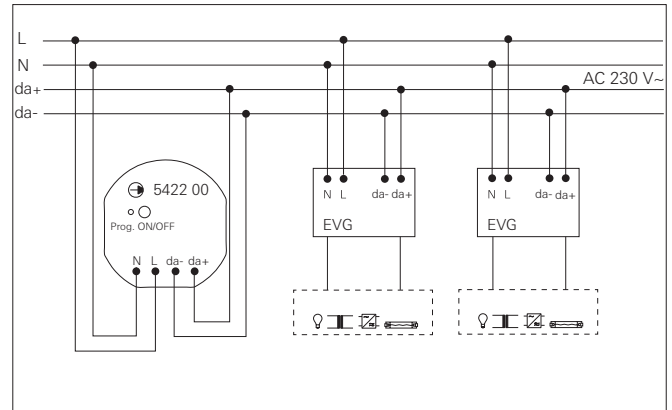 L
N
da+
AC 230 V~
da-
5422 00
Prog. ON/OFF
N L da- da+
N L da- da+
EVG
N L da- da+
EVG